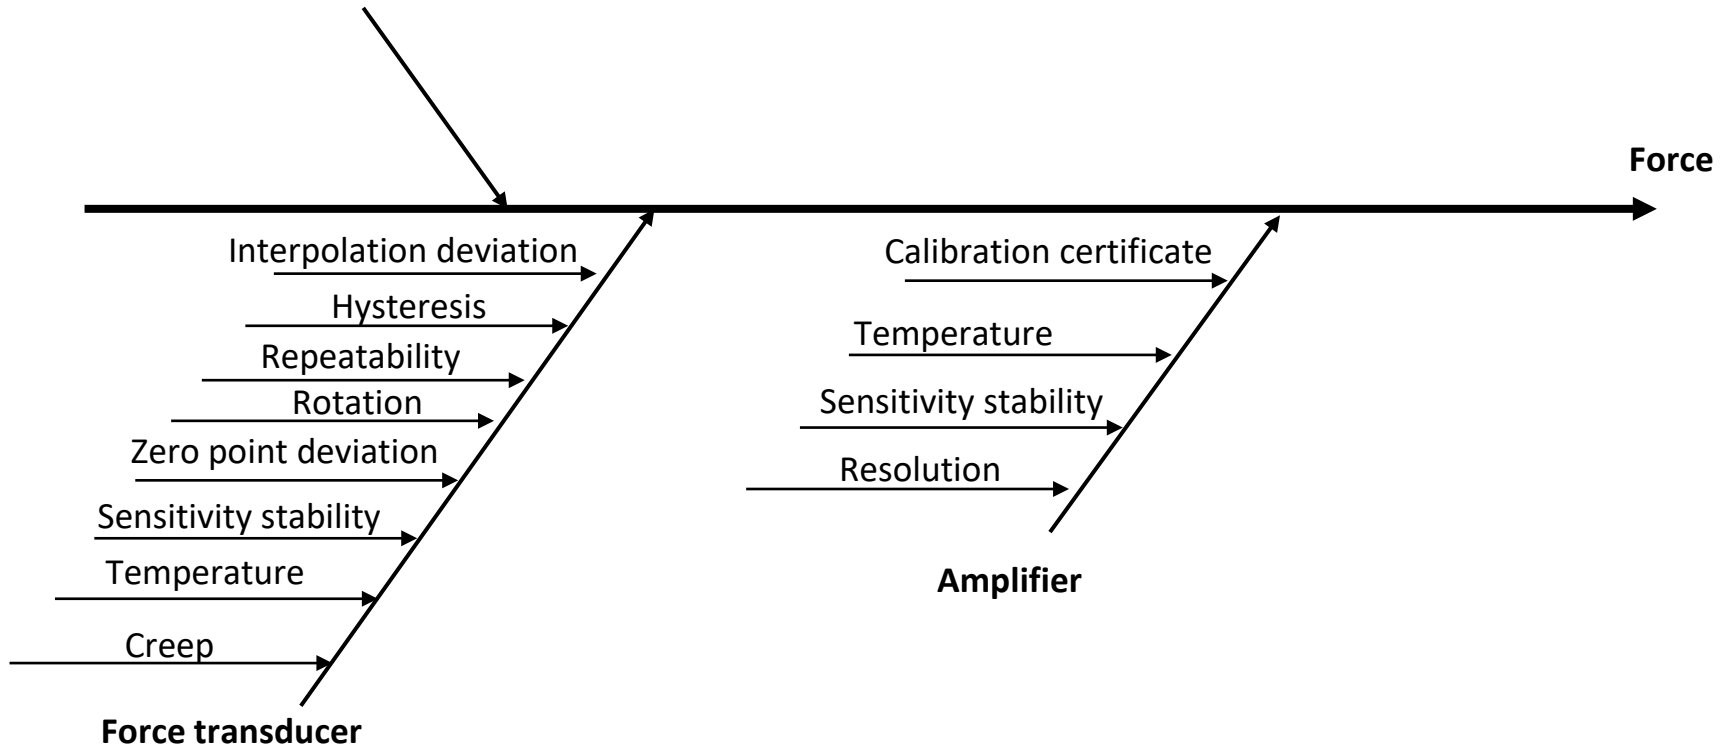 Force
Interpolation deviation
Hysteresis
Repeatability
Rotation
Zero point deviation
Sensitivity stability
Temperature
Creep
Force transducer
Calibration certificate
Temperature
Sensitivity stability
Resolution
Amplifier